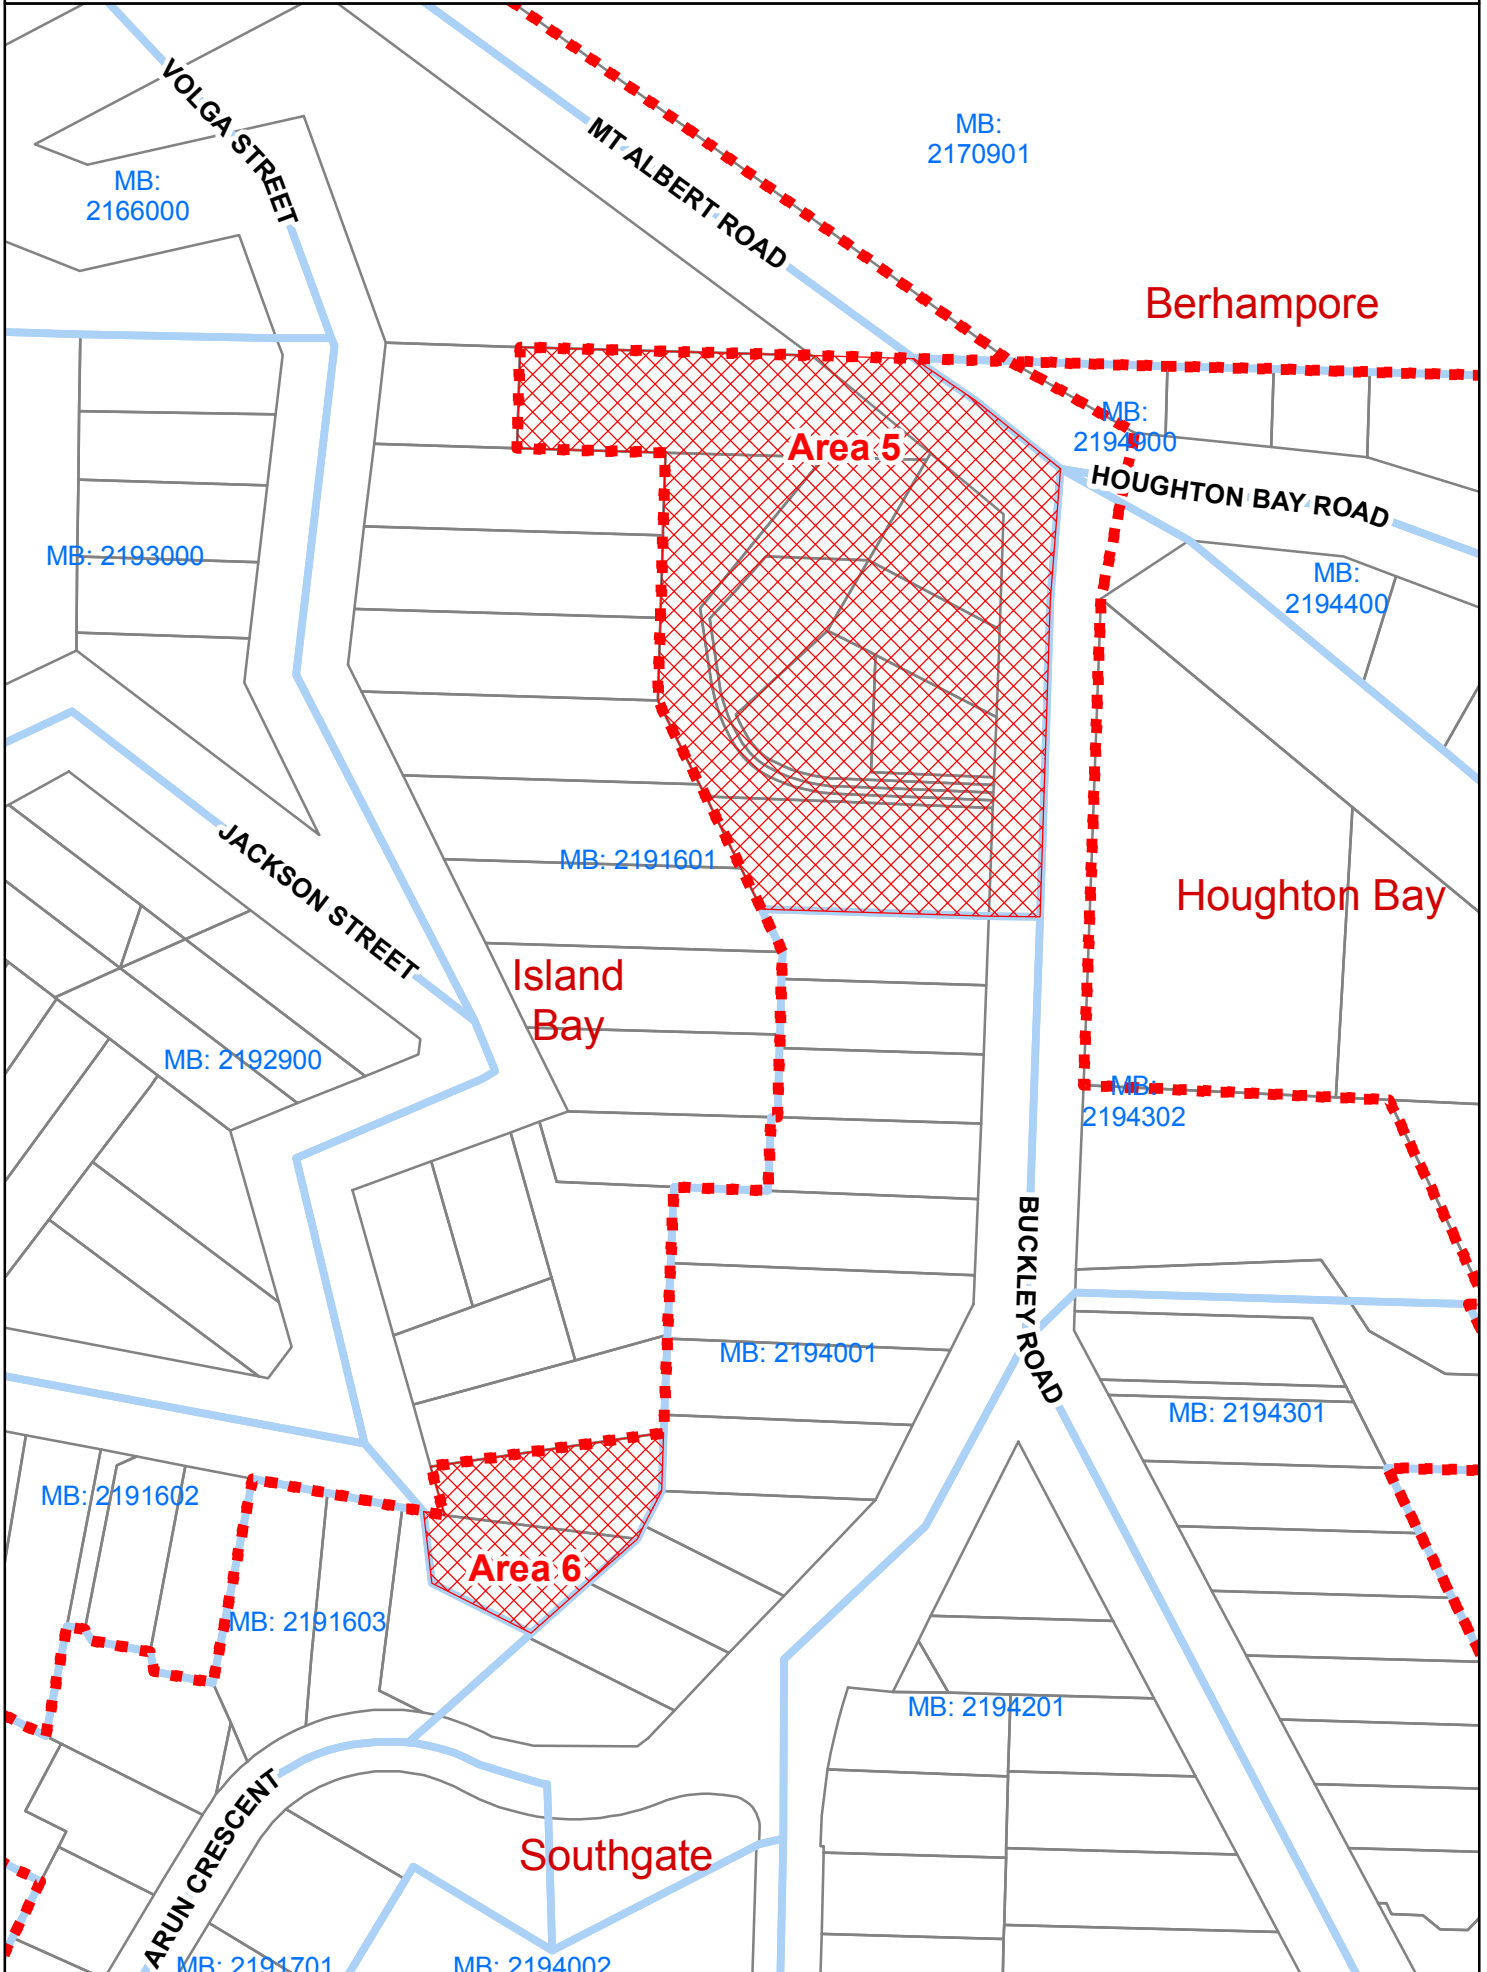 VOLGA STREET
MT ALBERT ROAD
MB:
2170901
MB:
2166000
Berhampore
MB:
2194900
Area 5
HOUGHTON BAY ROAD
MB: 2193000
MB:
2194400
JACKSON STREET
MB: 2191601
Houghton Bay
Island
Bay
MB: 2192900
MB:
2194302
BUCKLEY ROAD
MB: 2194001
MB: 2194301
MB: 2191602
Area 6
MB: 2191603
MB: 2194201
ARUN CRESCENT
Southgate
MB: 2191701
MB: 2194002